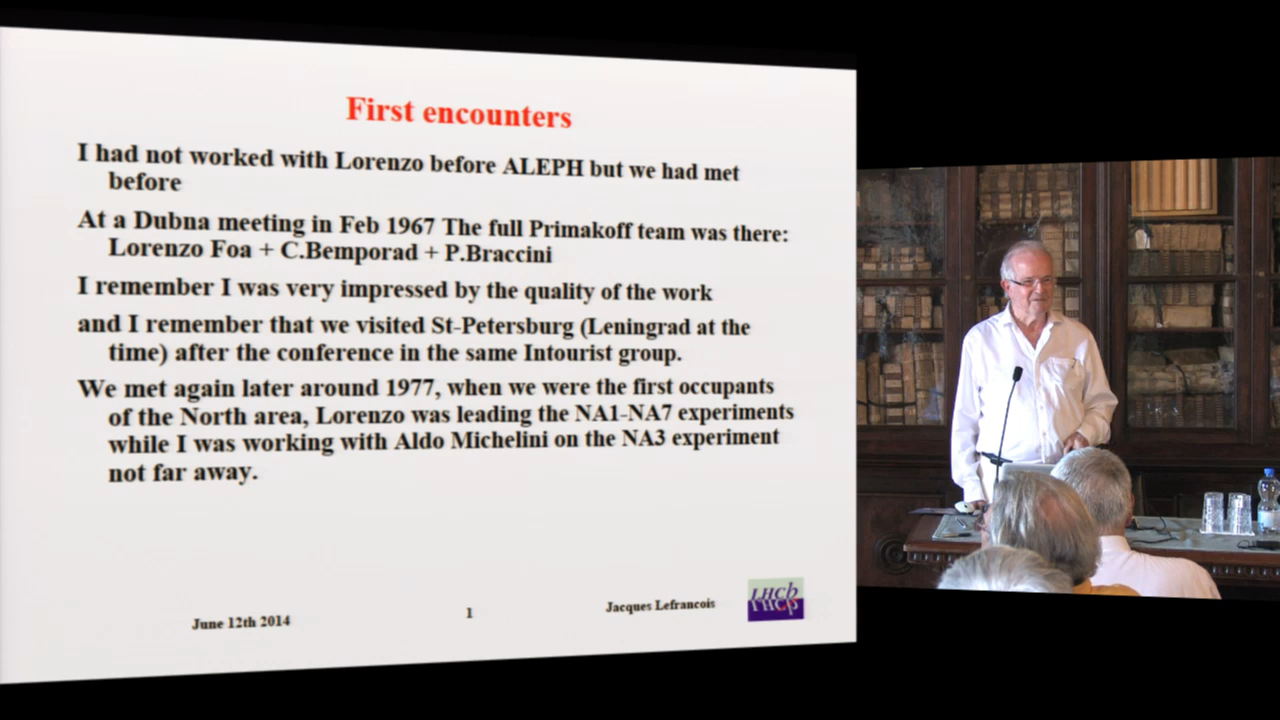 First encounters
I had not worked with Lorenzo before ALEPH but we had met
before
At a Dubna meeting in Feb 1967 The full Primakoff team was there:
Lorenzo Foa + C.Bemporad + P.Braccini
I remember I was very impressed by the quality of the work
and I remember that we visited St-Petersburg (Leningrad at the
time) after the conference in the same Intourist group.
We met again later around 1977, when we were the first occupants
of the North area, Lorenzo was leading the NA1-NA7 experiments
while I was working with Aldo Michelini on the NA3 experiment
not far away.
June 12th 2014
1
Jacques Lefrancois
LHCb
LHCp